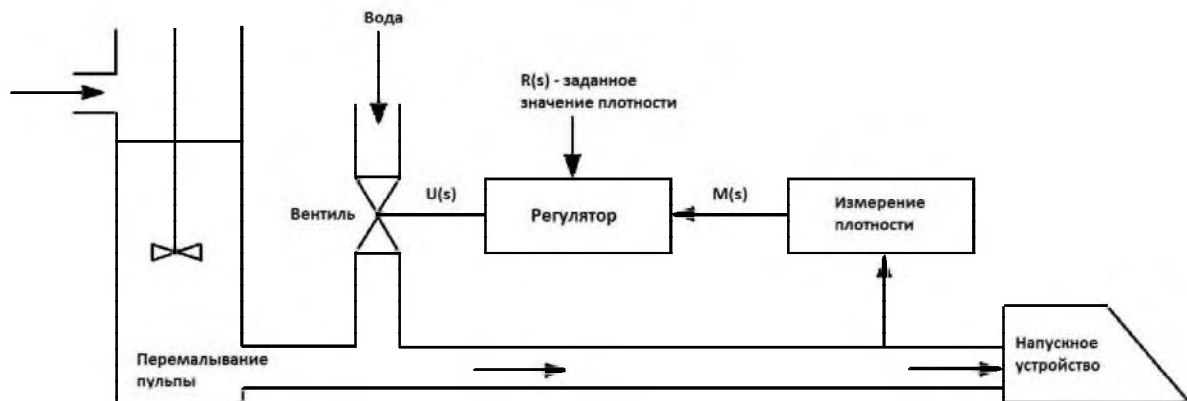 Вода
R(s) - заданное
значение плотности
U(s)
M(s)
Вентиль
Регулятор
Измерение
плотности
Перемалывание
пульпы
Напускное
устройство